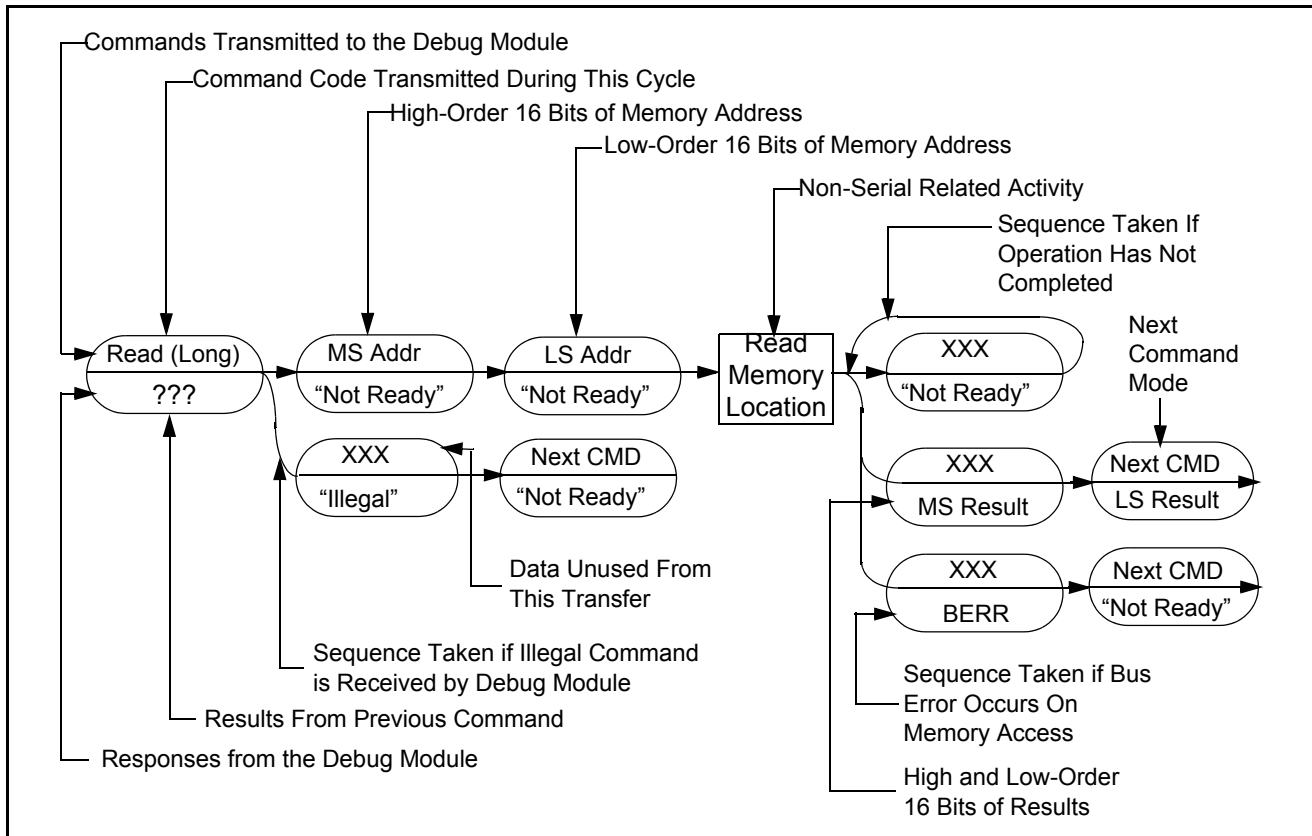 Commands Transmitted to the Debug Module
Command Code Transmitted During This Cycle
High-Order 16 Bits of Memory Address
Low-Order 16 Bits of Memory Address
Non-Serial Related Activity
Sequence Taken If
Operation Has Not
Completed
Next
Command
Mode
Read (Long)
???
MS Addr
“Not Ready”
LS Addr
“Not Ready”
Read
Memory
Location
XXX
“Not Ready”
XXX
“Illegal”
Next CMD
“Not Ready”
XXX
MS Result
Next CMD
LS Result
XXX
BERR
Next CMD
“Not Ready”
Data Unused From
This Transfer
Sequence Taken if Illegal Command
is Received by Debug Module
Results From Previous Command
Responses from the Debug Module
Sequence Taken if Bus
Error Occurs On
Memory Access
High and Low-Order
16 Bits of Results